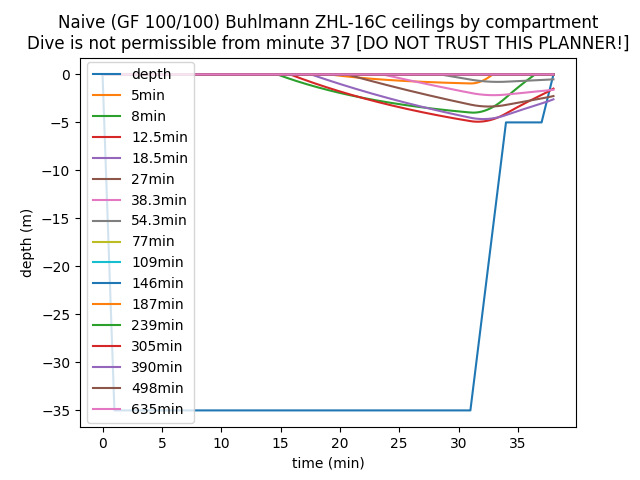 Naive (GF 100/100) Buhlmann ZHL-16C ceilings by compartment
Dive is not permissible from minute 37 [DO NOT TRUST THIS PLANNER!]
depth
5min
8min
12.5min
18.5min
27min
38.3min
54.3min
77min
109min
146min
187min
239min
305min
390min
498min
635min
0
−5
−10
−15
−20
−25
−30
−35
depth (m)
0 5 10 15 20 25 30 35
time (min)